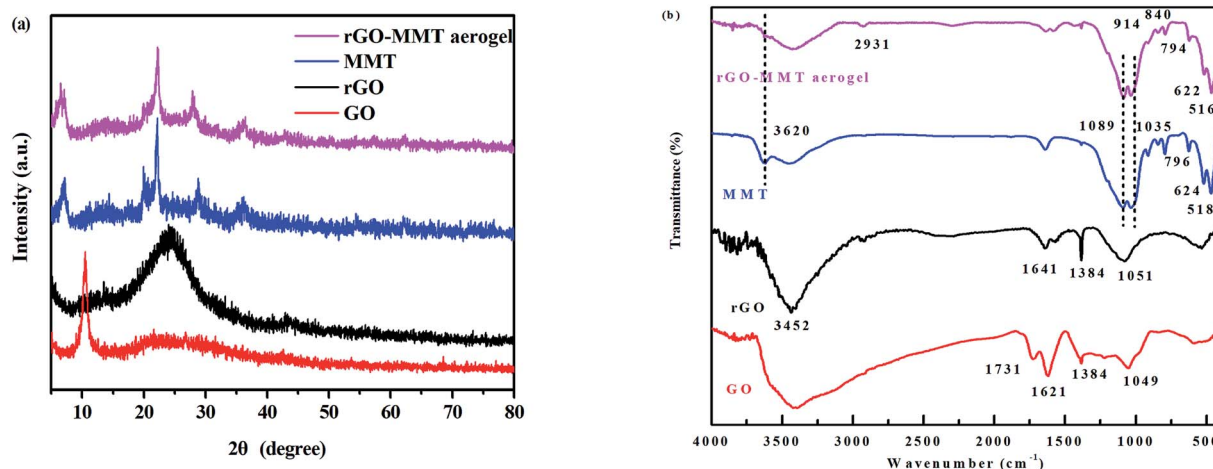 (a)
rGO-MMT aerogel
MMT
rGO
GO
Intensity (a.u.)
10 20 30 40 50 60 70 80
2θ (degree)
(b)
840
914
2931
794
rGO-MMT aerogel
622
516
3620
1089
1035
796
MMT
624
518
Transmittance (%)
1641
1384
1051
rGO
3452
1731
1384
1049
GO
1621
4000 3500 3000 2500 2000 1500 1000 500
Wavenumber (cm⁻¹)